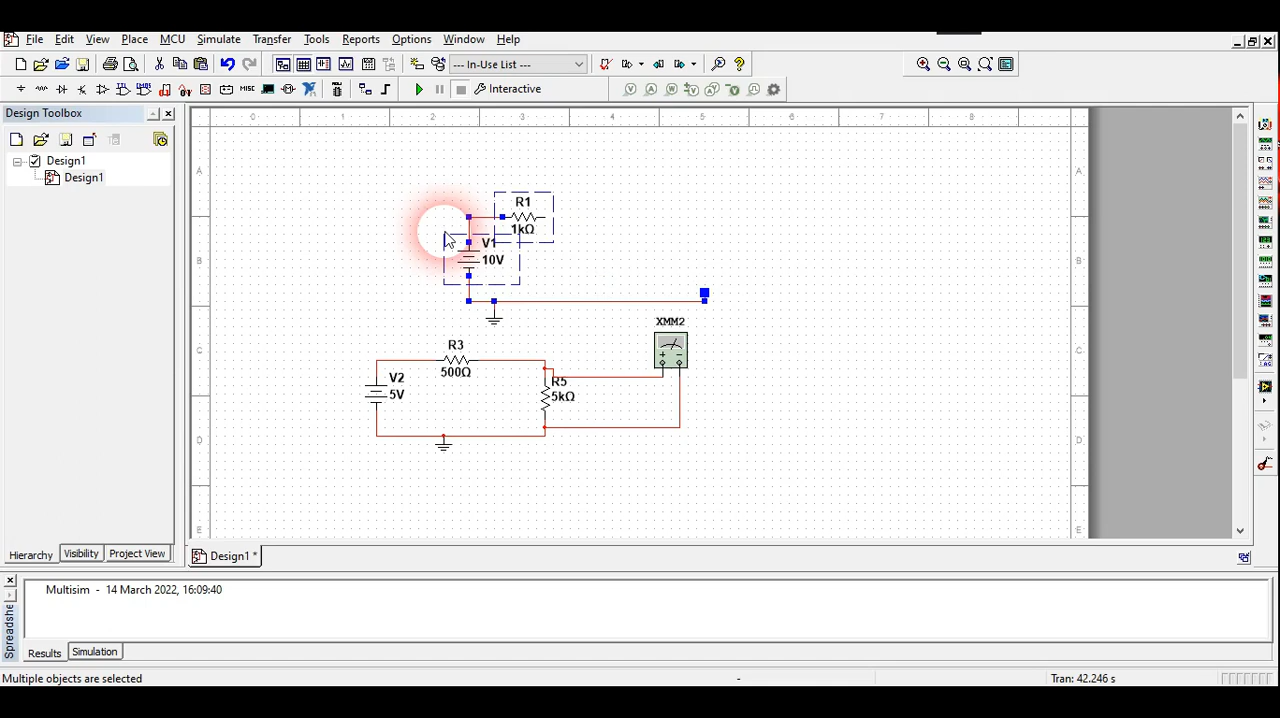 File Edit View Place MCU Simulate Transfer Tools Reports Options Window Help
--- In-Use List ---
MISC
Interactive
Design Toolbox
Design1
Design1
0 1 2 3 4 5 6 7 8
A A
B B
C C
D D
E E
R1
1kΩ
V1
10V
XMM2
R3
500Ω
V2
5V
R5
5kΩ
Hierarchy Visibility Project View
Design1 *
Multisim - 14 March 2022, 16:09:40
Spreadshe
Results Simulation
Multiple objects are selected - Tran: 42.246 s